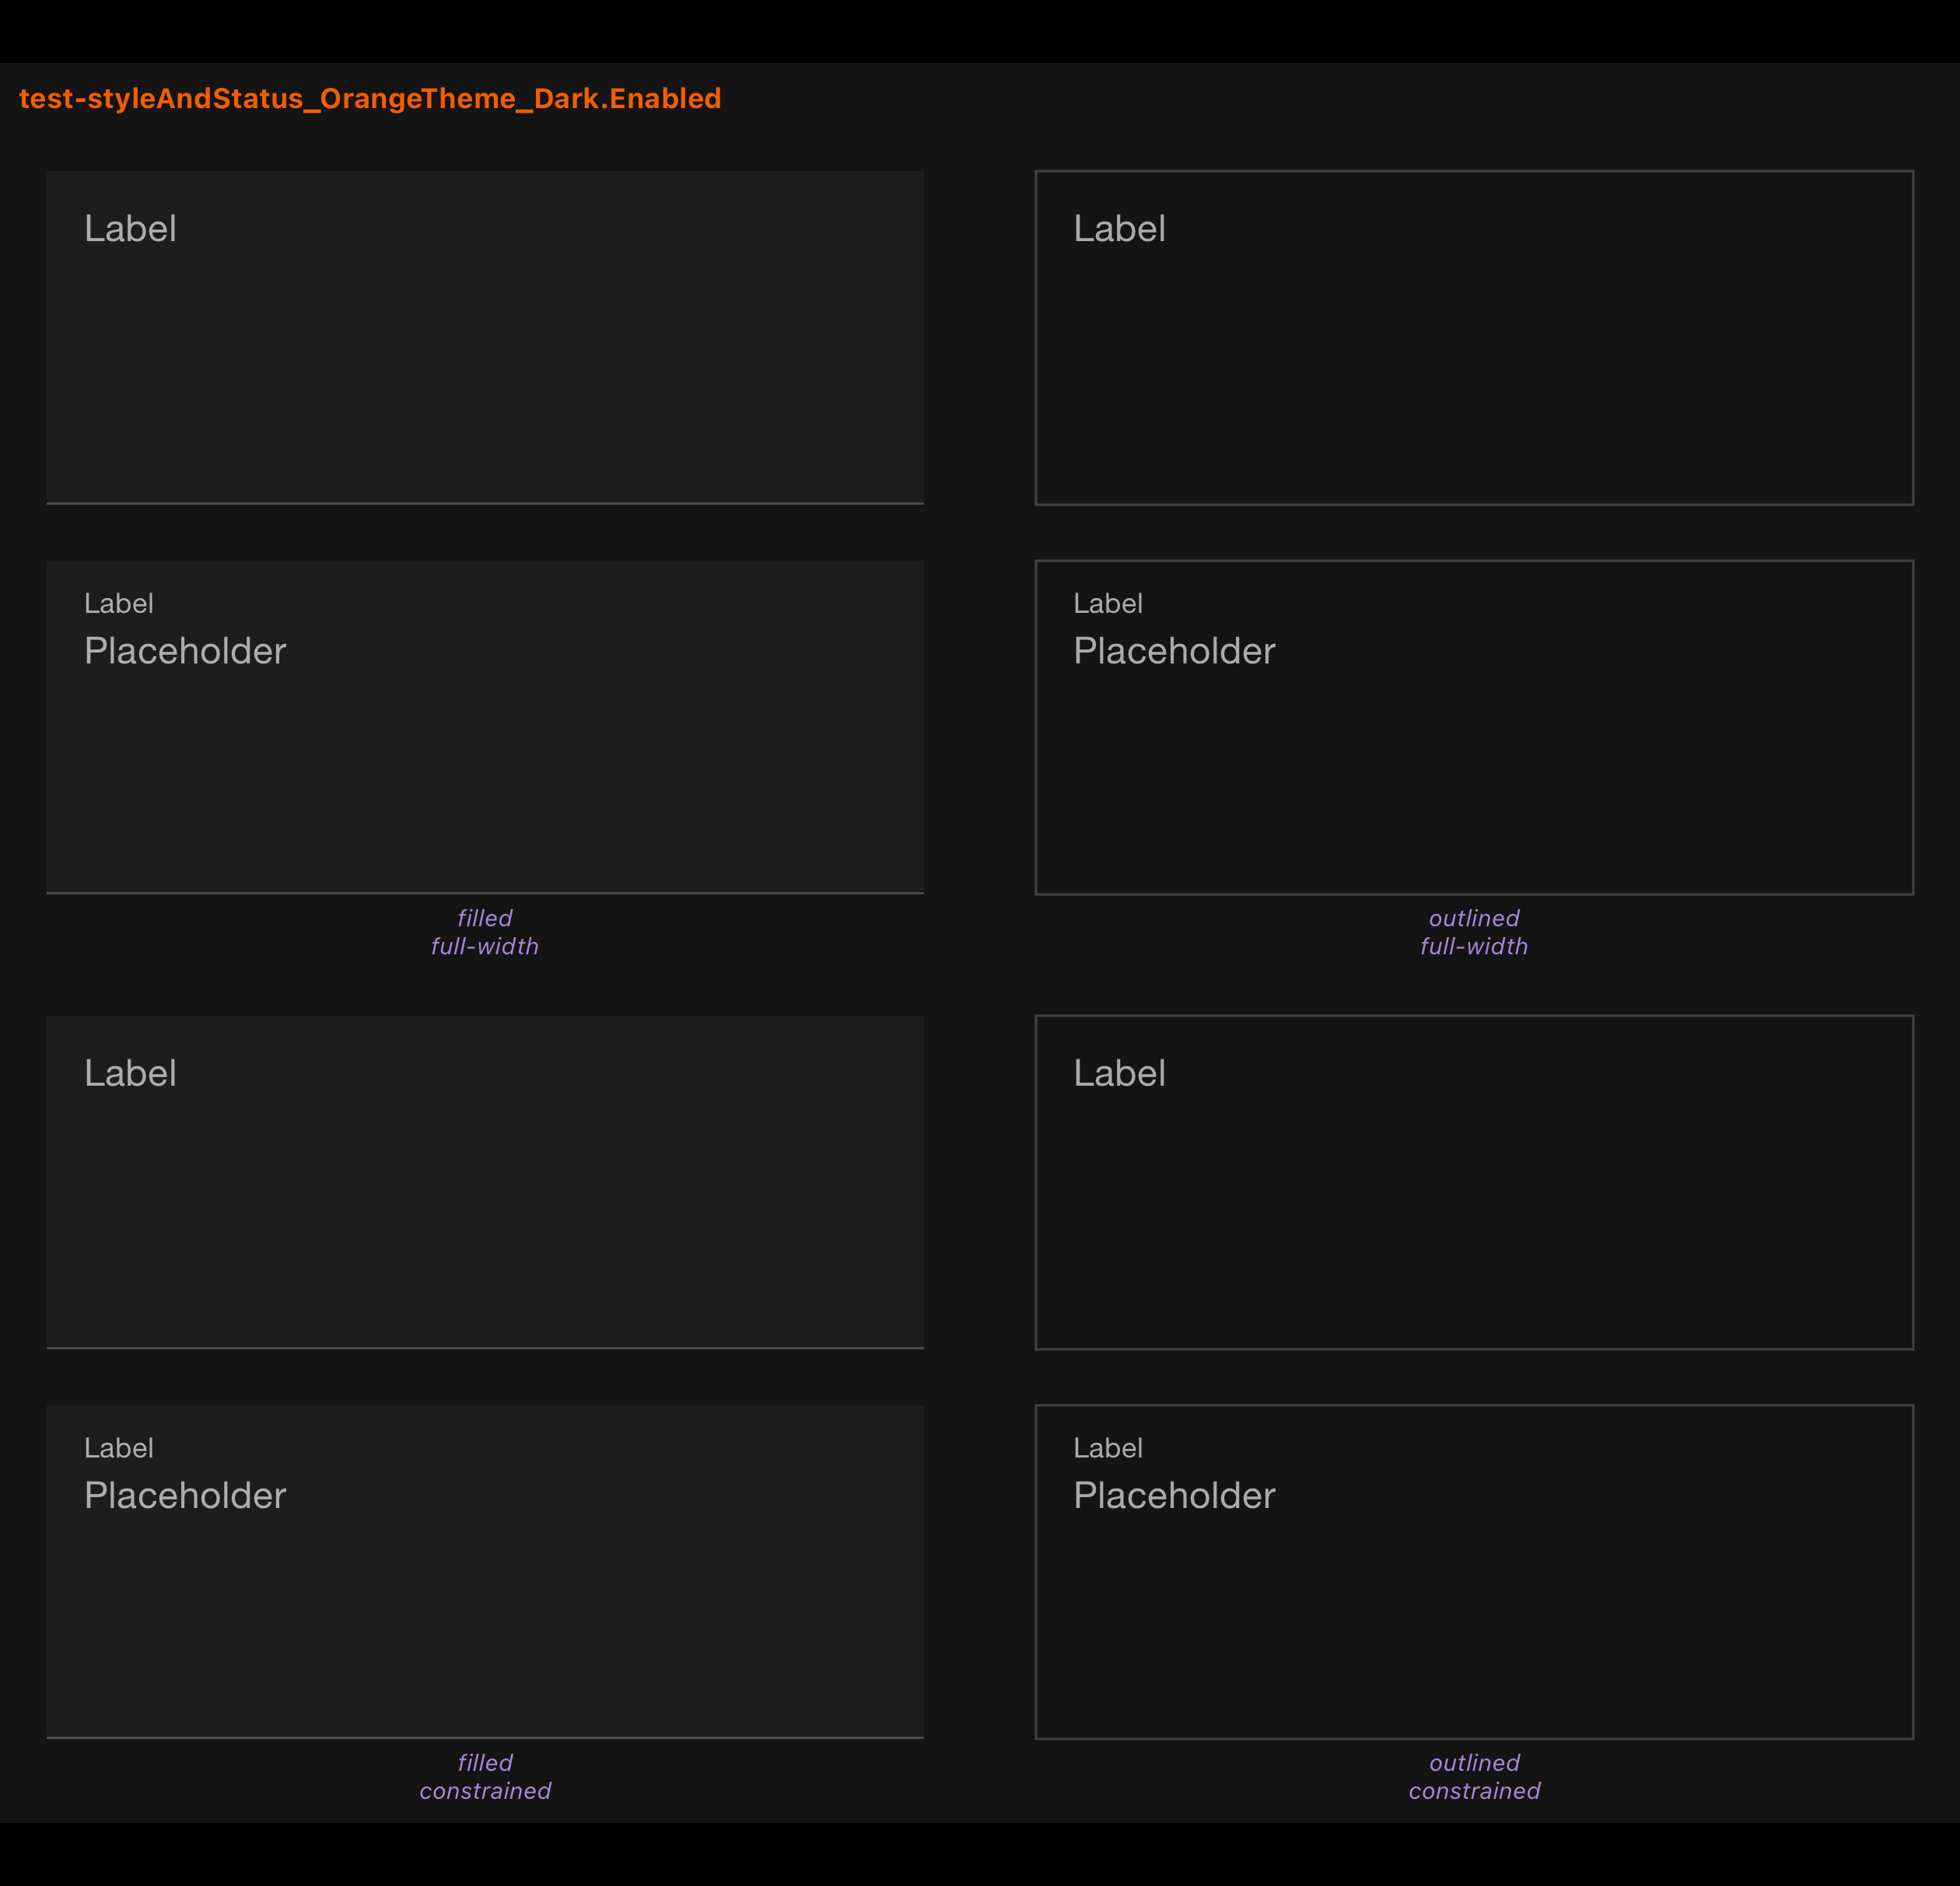 test-styleAndStatus_OrangeTheme_Dark.Enabled
Label
Label
Label
Placeholder
Label
Placeholder
filled
full-width
outlined
full-width
Label
Label
Label
Placeholder
Label
Placeholder
filled
constrained
outlined
constrained